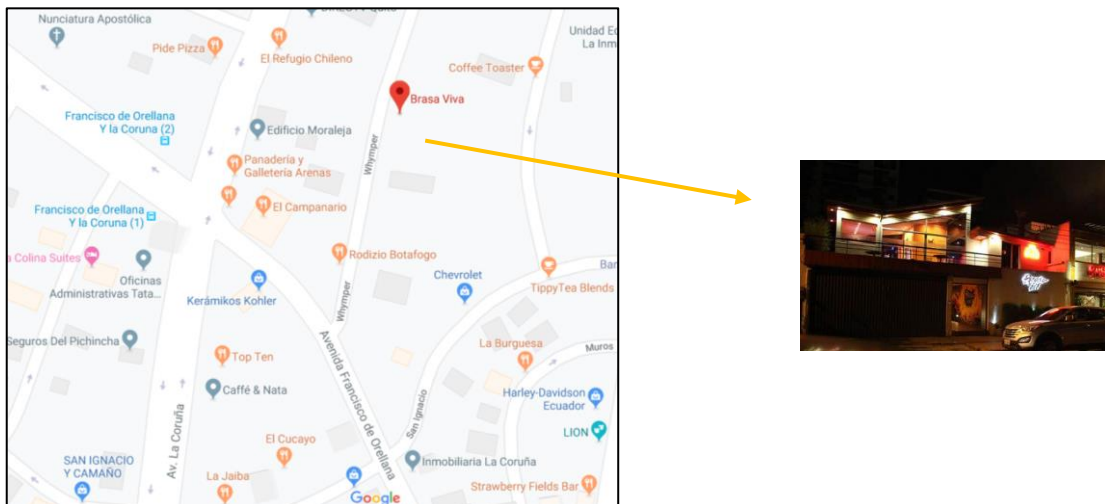 Nunciatura Apostólica
Pide Pizza
El Refugio Chileno
Unidad Ed
La Inm
Coffee Toaster
Brasa Viva
Francisco de Orellana
Y la Coruna (2)
Edificio Moraleja
Whymper
Panadería y
Galletería Arenas
El Campanario
Francisco de Orellana
Y la Coruna (1)
a Colina Suites
Oficinas
Administrativas Tata...
Rodizio Botafogo
Chevrolet
Bar
TippyTea Blends
Kerámikos Kohler
Whymper
Seguros Del Pichincha
Avenida Francisco de Orellana
La Burguesa
Muros
Top Ten
Caffé & Nata
Harley-Davidson
Ecuador
San Ignacio
Av. La Coruña
LION
El Cucayo
SAN IGNACIO
Y CAMAÑO
Inmobiliaria La Coruña
La Jaiba
Google
Strawberry Fields Bar